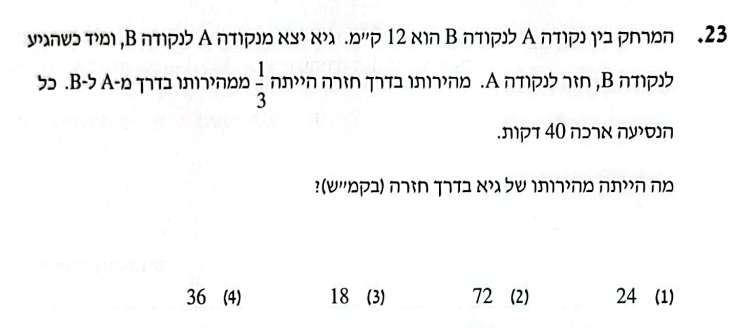 23. המרחק בין נקודה A לנקודה B הוא 12 ק״מ. גיא יצא מנקודה A לנקודה B, ומיד כשהגיע
לנקודה B, חזר לנקודה A. מהירותו בדרך חזרה הייתה 1/3 ממהירותו בדרך מ-A ל-B. כל
הנסיעה ארכה 40 דקות.
מה הייתה מהירותו של גיא בדרך חזרה (בקמ״ש)?
(1) 24 (2) 72 (3) 18 (4) 36